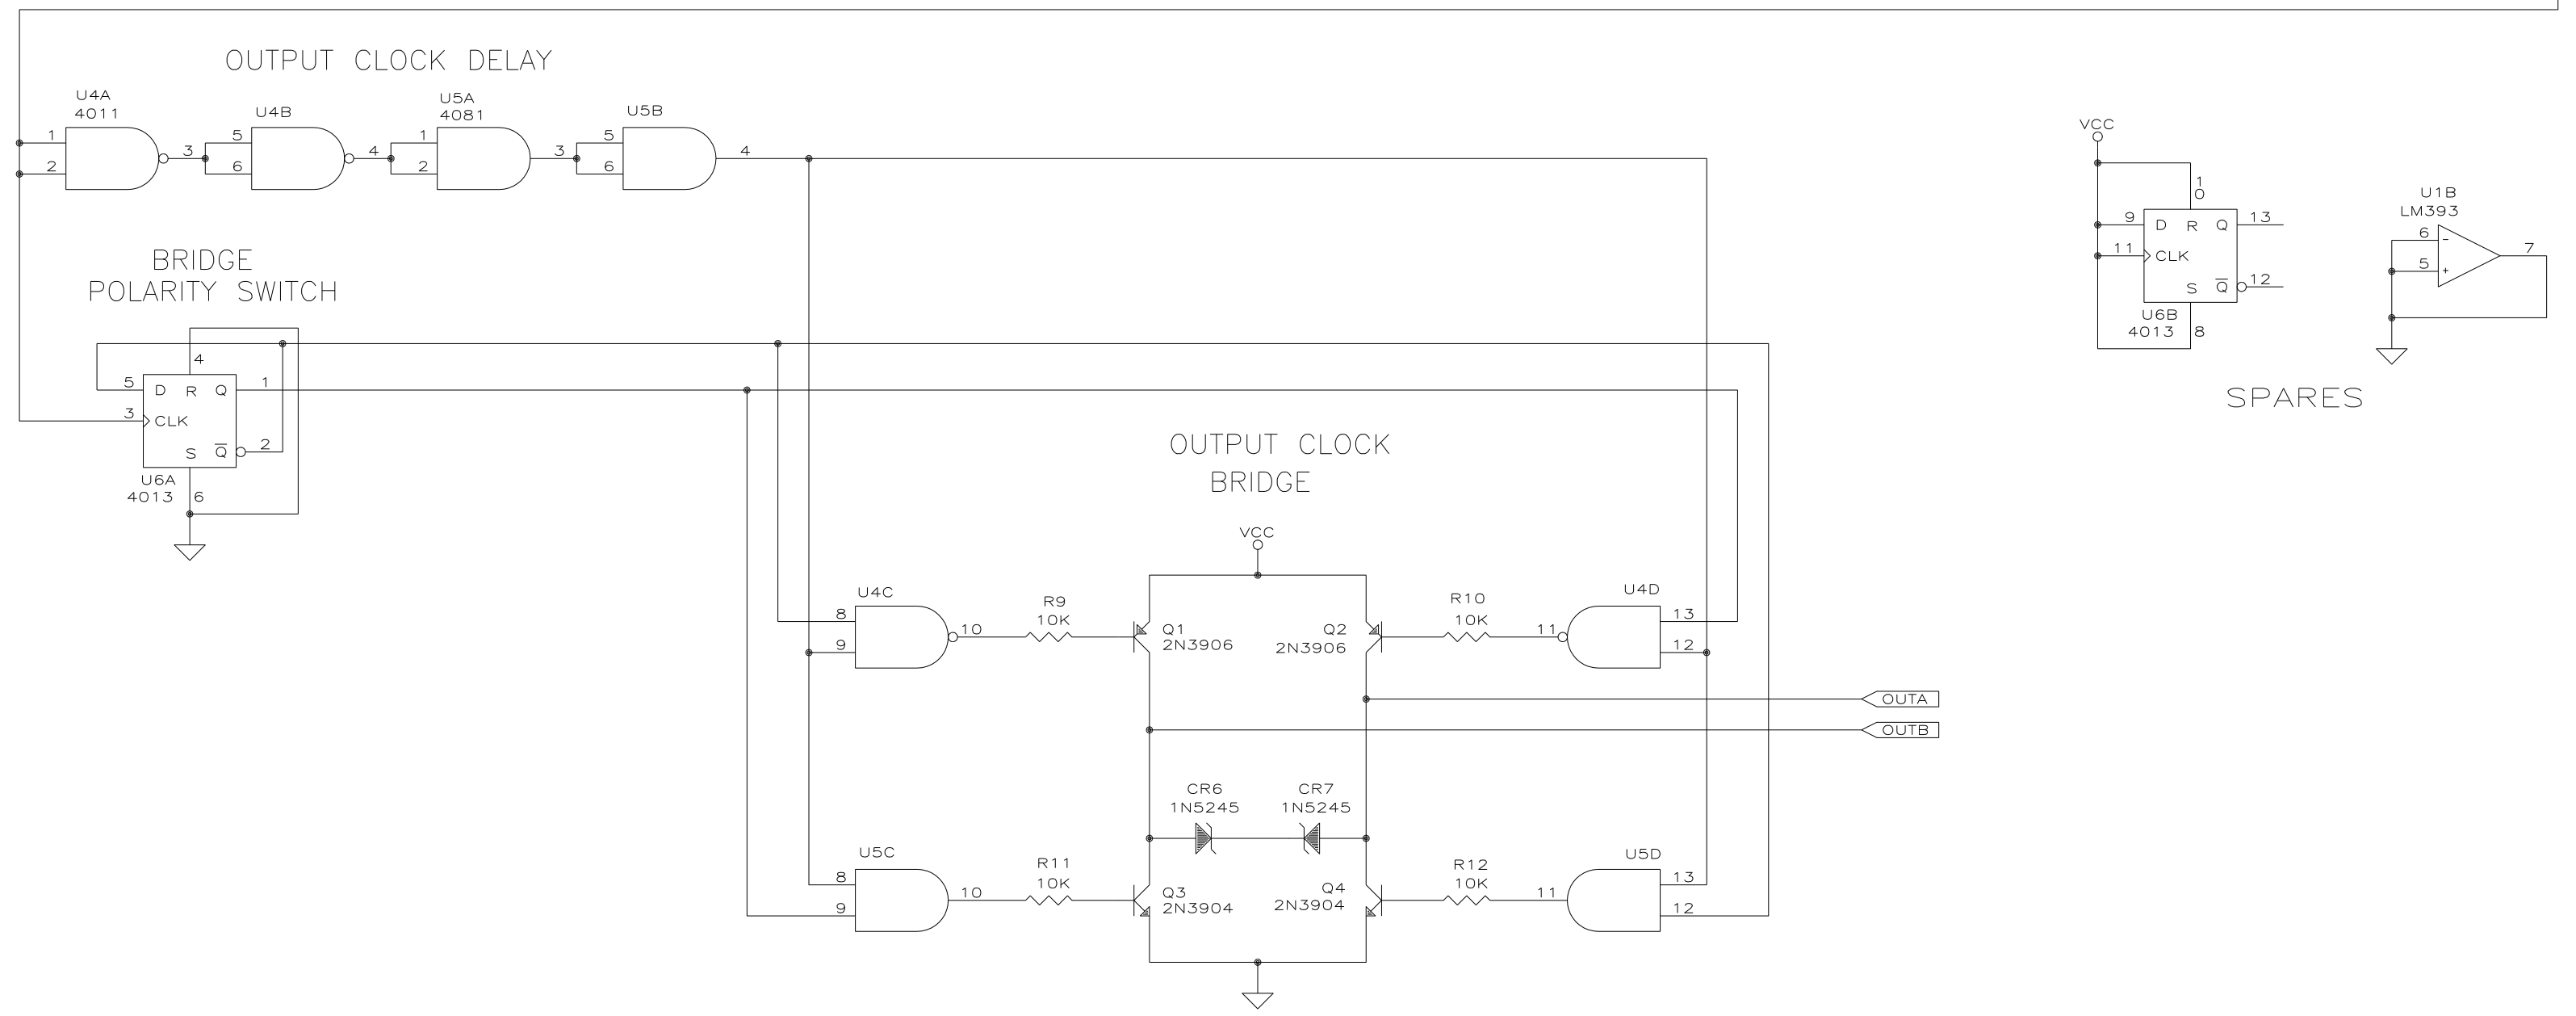 OUTPUT CLOCK DELAY
U4A
4011
1
2
3
U4B
5
6
4
U5A
4081
1
2
3
U5B
5
6
4
BRIDGE
POLARITY SWITCH
4
5
D R Q
1
3
CLK
S Q
2
U6A
4013
6
VCC
1
0
9
D R Q
13
11
CLK
S Q
12
U6B
4013
8
U1B
LM393
6
-
5
+
7
SPARES
OUTPUT CLOCK
BRIDGE
VCC
U4C
8
9
10
R9
10K
Q1
2N3906
Q2
2N3906
R10
10K
11
U4D
13
12
OUTA
OUTB
CR6
1N5245
CR7
1N5245
U5C
8
9
10
R11
10K
Q3
2N3904
Q4
2N3904
R12
10K
11
U5D
13
12